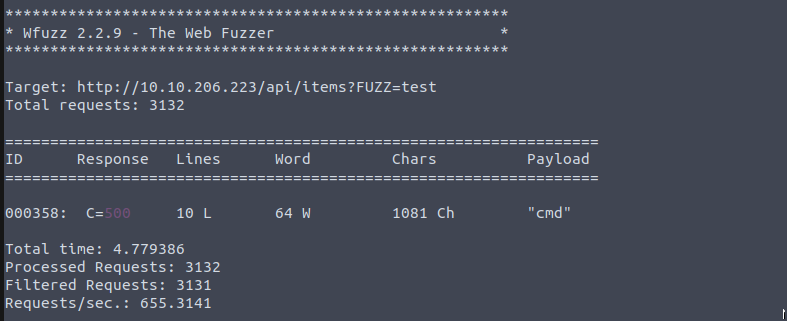 ********************************************************
* Wfuzz 2.2.9 - The Web Fuzzer                         *
********************************************************
Target: http://10.10.206.223/api/items?FUZZ=test
Total requests: 3132
==================================================================
ID      Response   Lines      Word         Chars          Payload
==================================================================
000358:  C=500     10 L       64 W         1081 Ch        "cmd"
Total time: 4.779386
Processed Requests: 3132
Filtered Requests: 3131
Requests/sec.: 655.3141